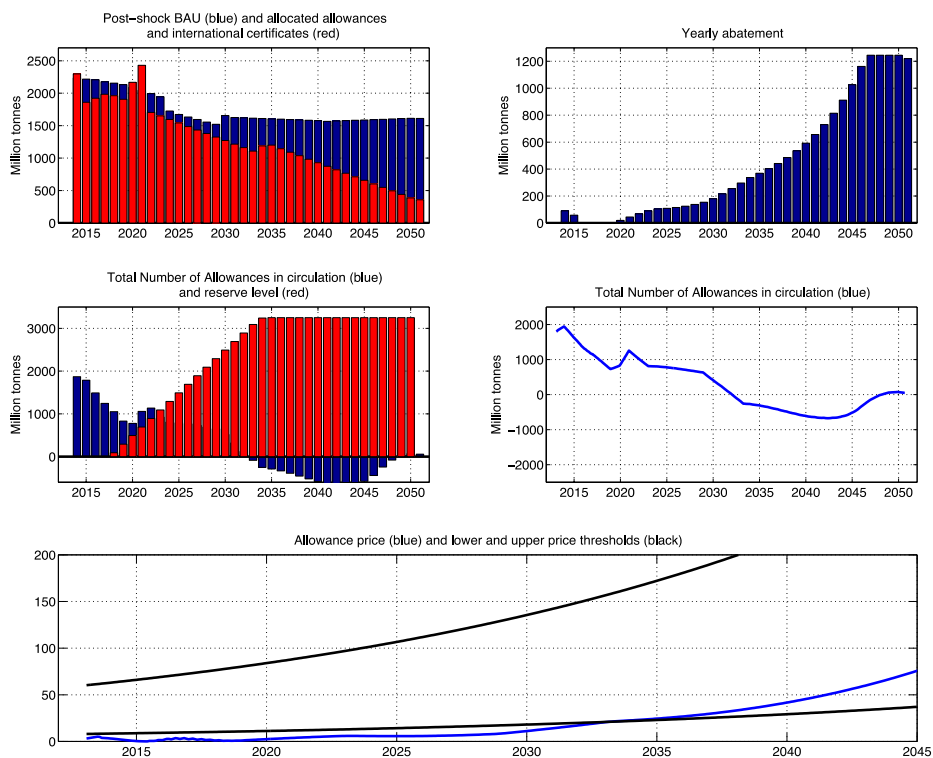 Post−shock BAU (blue) and allocated allowances
and international certificates (red)
Million tonnes
2500
2000
1500
1000
500
0
2015 2020 2025 2030 2035 2040 2045 2050
Yearly abatement
Million tonnes
1200
1000
800
600
400
200
0
2015 2020 2025 2030 2035 2040 2045 2050
Total Number of Allowances in circulation (blue)
and reserve level (red)
Million tonnes
3000
2000
1000
0
2015 2020 2025 2030 2035 2040 2045 2050
Total Number of Allowances in circulation (blue)
Million tonnes
2000
1000
0
−1000
−2000
2015 2020 2025 2030 2035 2040 2045 2050
Allowance price (blue) and lower and upper price thresholds (black)
200
150
100
50
0
2015 2020 2025 2030 2035 2040 2045